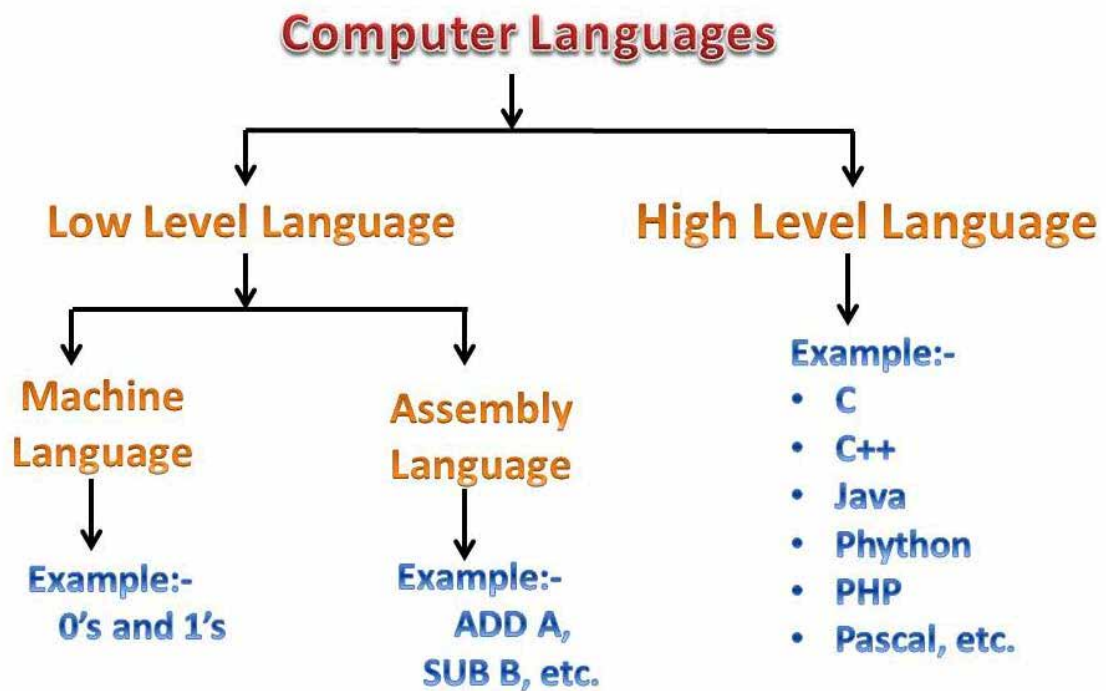 Computer Languages
Low Level Language
High Level Language
Machine
Language
Assembly
Language
Example:-
0's and 1's
Example:-
ADD A,
SUB B, etc.
Example:-
• C
• C++
• Java
• Phython
• PHP
• Pascal, etc.